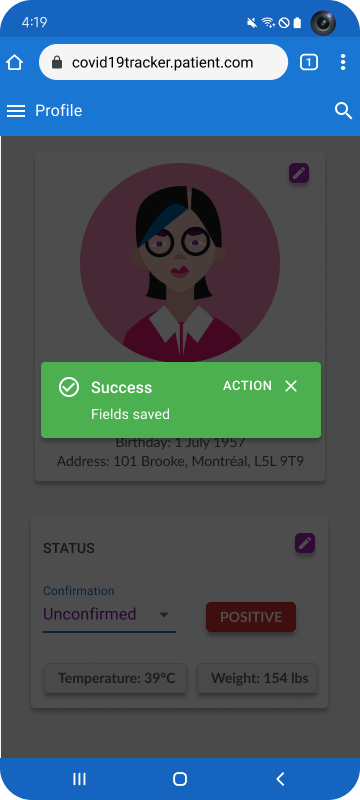 4:19
covid19tracker.patient.com
1
Profile
Success
ACTION
Fields saved
Birthday: 1 July 1957
Address: 101 Brooke, Montréal, L5L 9T9
STATUS
Confirmation
Unconfirmed
POSITIVE
Temperature: 39°C
Weight: 154 lbs